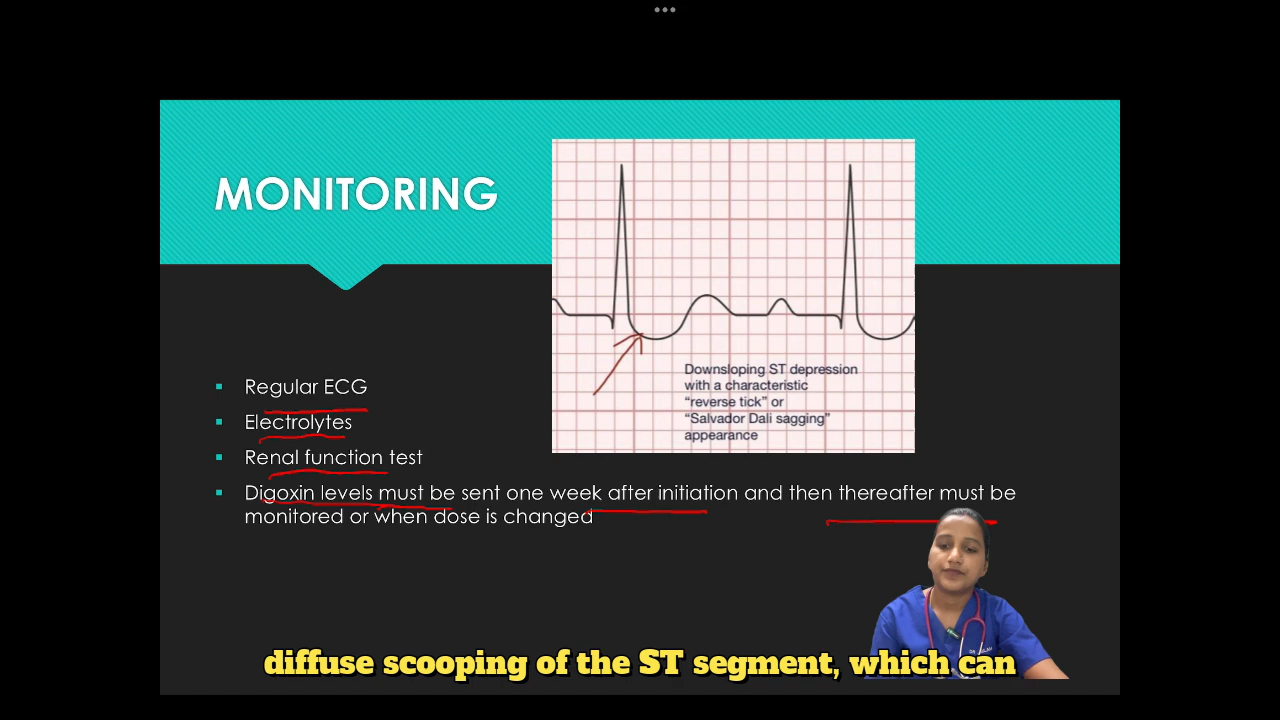 MONITORING
Regular ECG
Electrolytes
Renal function test
Digoxin levels must be sent one week after initiation and then thereafter must be
monitored or when dose is changed
Downsloping ST depression
with a characteristic
“reverse tick” or
“Salvador Dali sagging”
appearance
diffuse scooping of the ST segment, which can